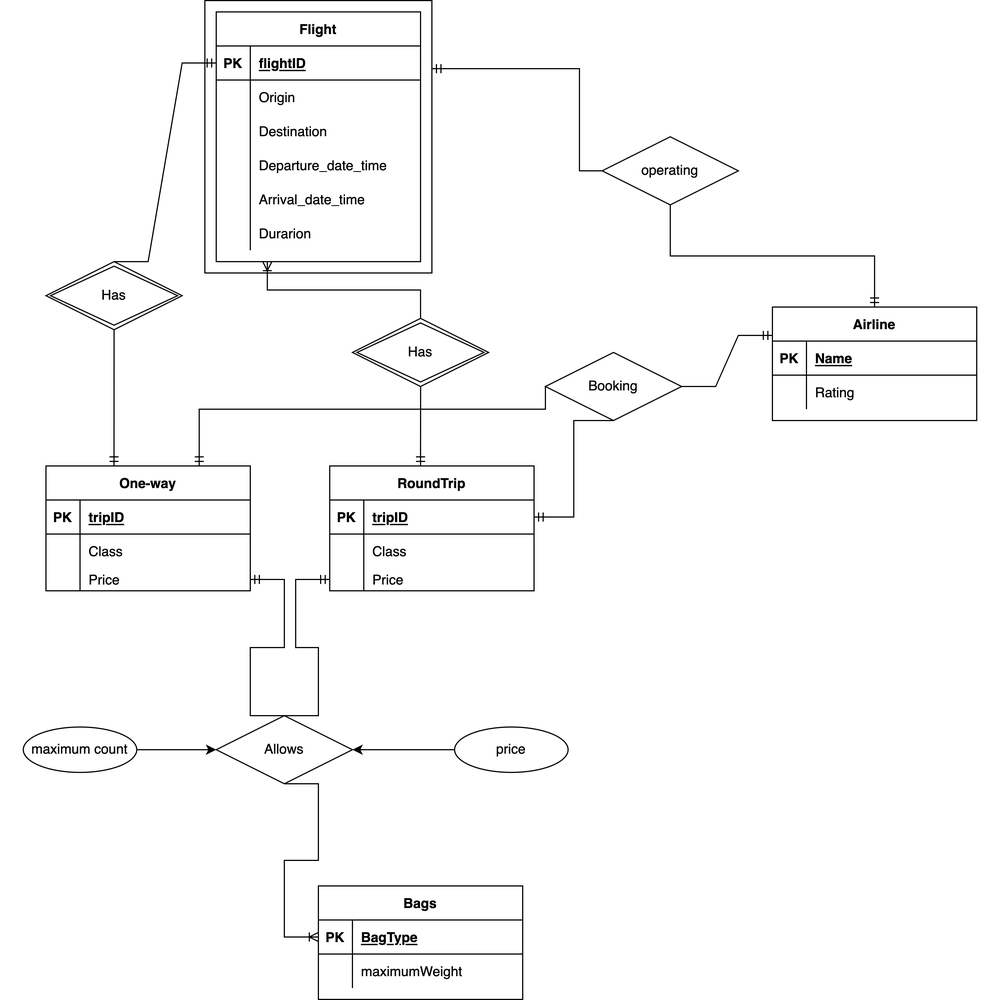 Flight
PK flightID
Origin
Destination
Departure_date_time
Arrival_date_time
Durarion
operating
Has
Has
Airline
PK Name
Rating
Booking
One-way
PK tripID
Class
Price
RoundTrip
PK tripID
Class
Price
maximum count
Allows
price
Bags
PK BagType
maximumWeight